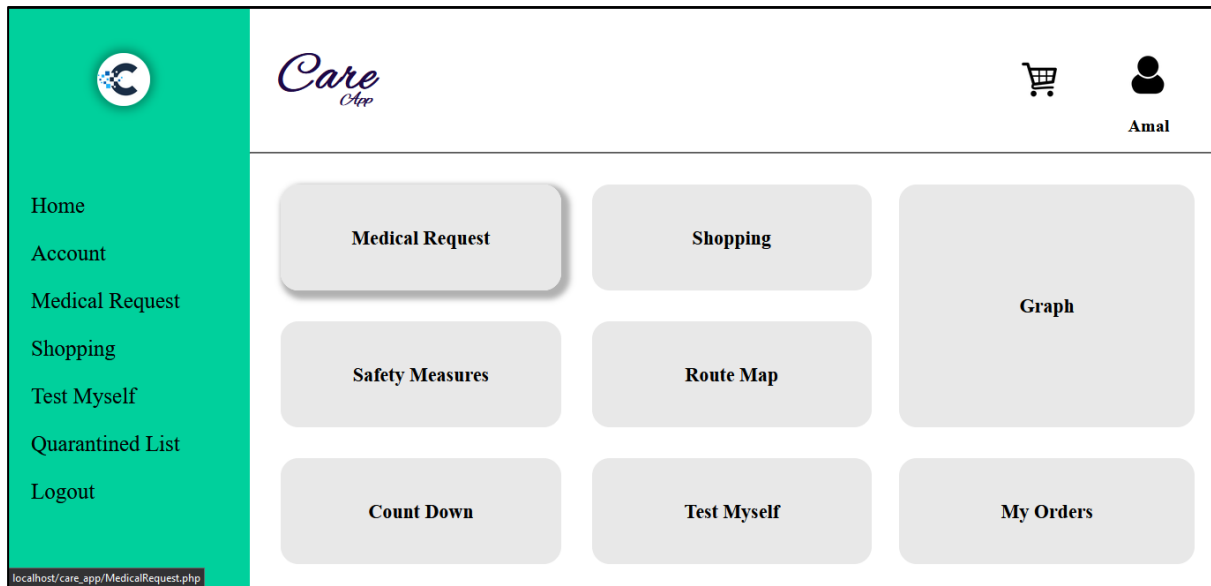 C
Care
App
Amal
Home
Account
Medical Request
Shopping
Test Myself
Quarantined List
Logout
Medical Request
Shopping
Graph
Safety Measures
Route Map
Count Down
Test Myself
My Orders
localhost/care_app/MedicalRequest.php